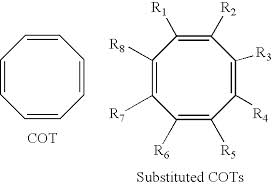 R₁ R₂
R₈ R₃
R₇ R₄
COT
R₆ R₅
Substituted COTs